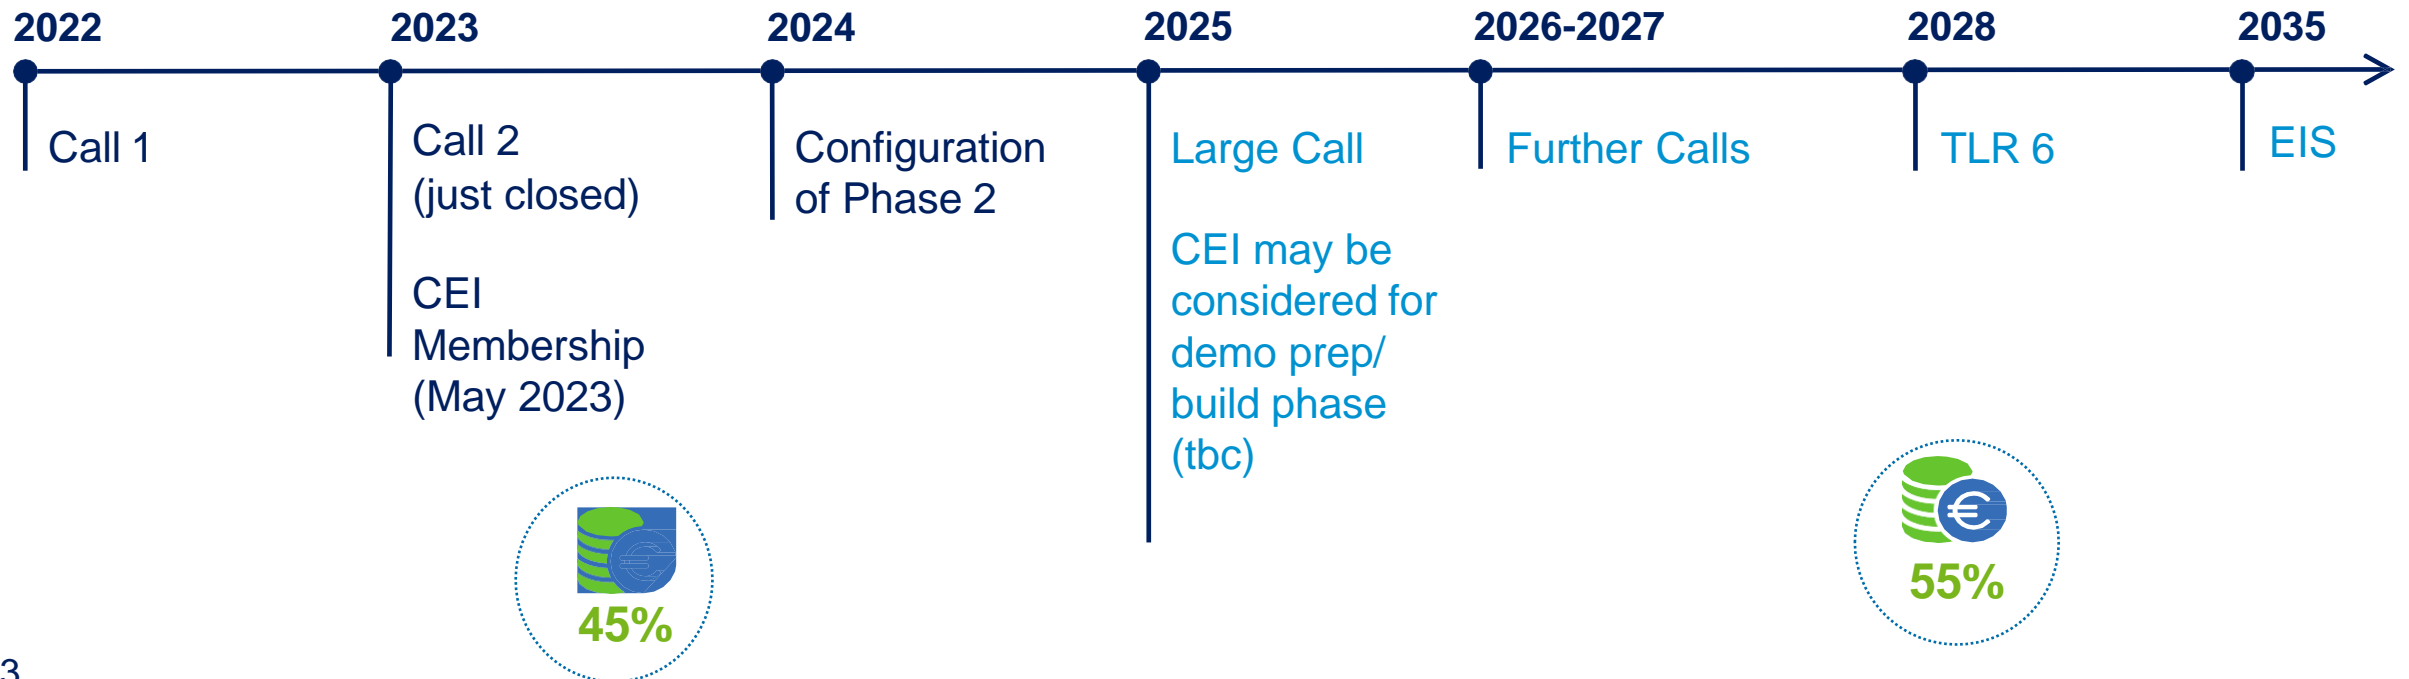 2022
2023
2024
2025
2026-2027
2028
2035
Call 1
Call 2
(just closed)
CEI
Membership
(May 2023)
Configuration
of Phase 2
Large Call
CEI may be
considered for
demo prep/
build phase
(tbc)
Further Calls
TLR 6
EIS
45%
55%
3